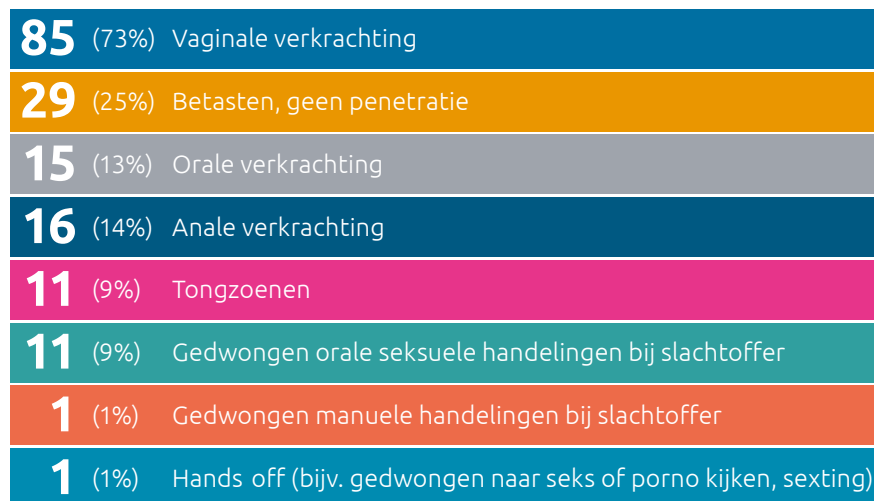 85 (73%) Vaginale verkrachting
29 (25%) Betasten, geen penetratie
15 (13%) Orale verkrachting
16 (14%) Anale verkrachting
11 (9%) Tongzoenen
11 (9%) Gedwongen orale seksuele handelingen bij slachtoffer
1 (1%) Gedwongen manuele handelingen bij slachtoffer
1 (1%) Hands off (bijv. gedwongen naar seks of porno kijken, sexting)